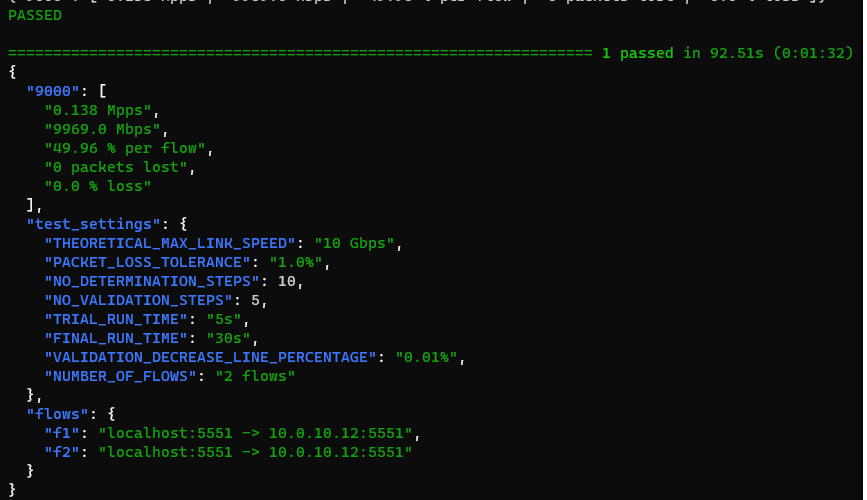 PASSED
================================================================= 1 passed in 92.51s (0:01:32)
{
  "9000": [
    "0.138 Mpps",
    "9969.0 Mbps",
    "49.96 % per flow",
    "0 packets lost",
    "0.0 % loss"
  ],
  "test_settings": {
    "THEORETICAL_MAX_LINK_SPEED": "10 Gbps",
    "PACKET_LOSS_TOLERANCE": "1.0%",
    "NO_DETERMINATION_STEPS": 10,
    "NO_VALIDATION_STEPS": 5,
    "TRIAL_RUN_TIME": "5s",
    "FINAL_RUN_TIME": "30s",
    "VALIDATION_DECREASE_LINE_PERCENTAGE": "0.01%",
    "NUMBER_OF_FLOWS": "2 flows"
  },
  "flows": {
    "f1": "localhost:5551 -> 10.0.10.12:5551",
    "f2": "localhost:5551 -> 10.0.10.12:5551"
  }
}